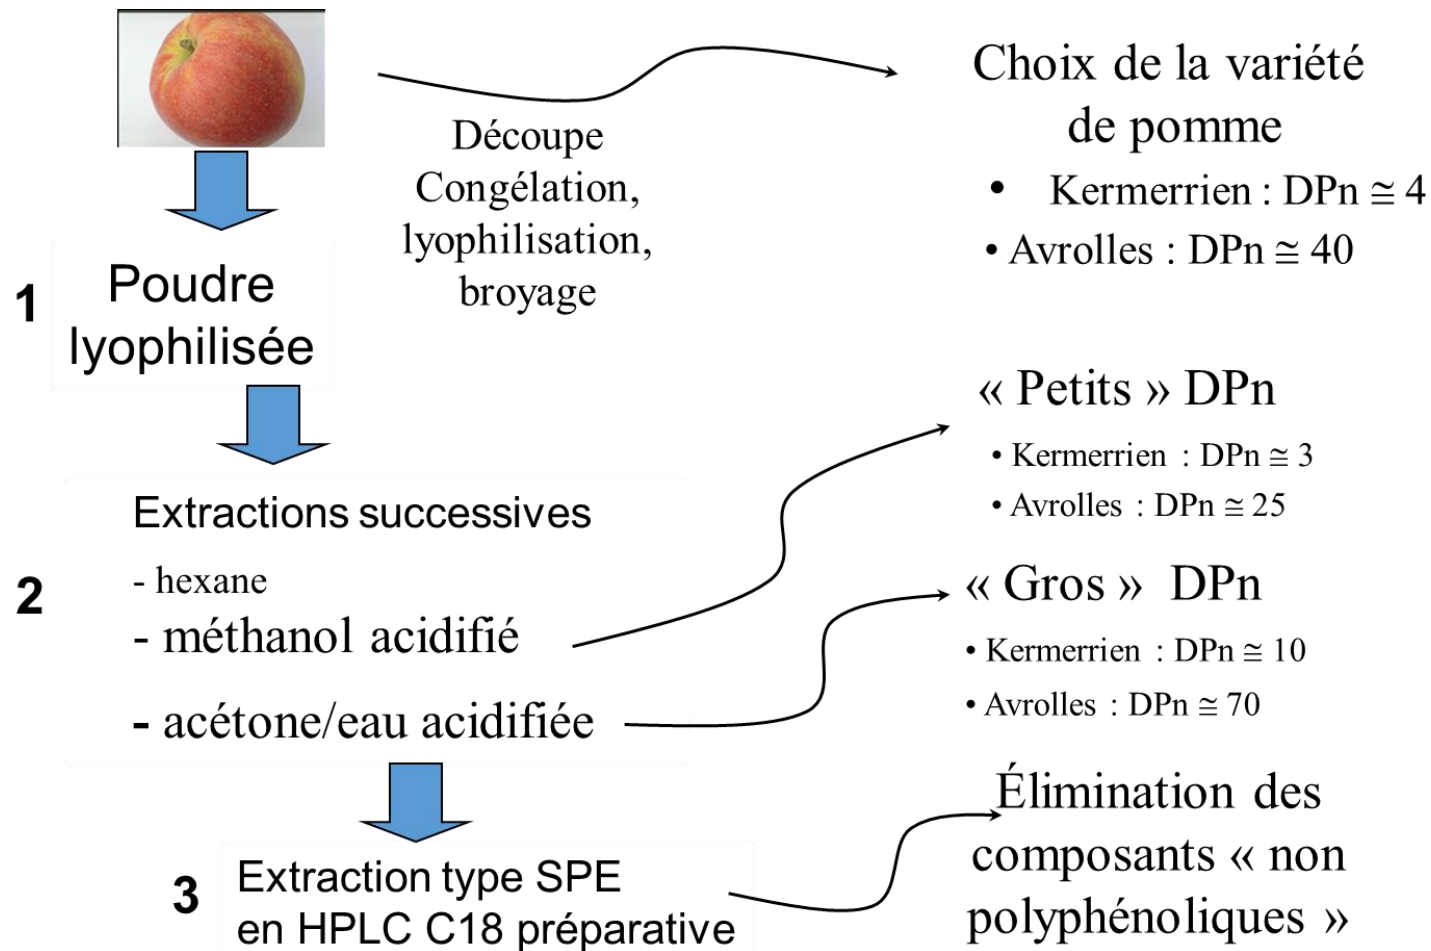 Choix de la variété
de pomme
• Kermerrien : DPn ≅ 4
• Avrolles : DPn ≅ 40
Découpe
Congélation,
lyophilisation,
broyage
1
Poudre
lyophilisée
« Petits » DPn
• Kermerrien : DPn ≅ 3
• Avrolles : DPn ≅ 25
2
Extractions successives
- hexane
- méthanol acidifié
- acétone/eau acidifiée
« Gros » DPn
• Kermerrien : DPn ≅ 10
• Avrolles : DPn ≅ 70
3
Extraction type SPE
en HPLC C18 préparative
Élimination des
composants « non
polyphénoliques »